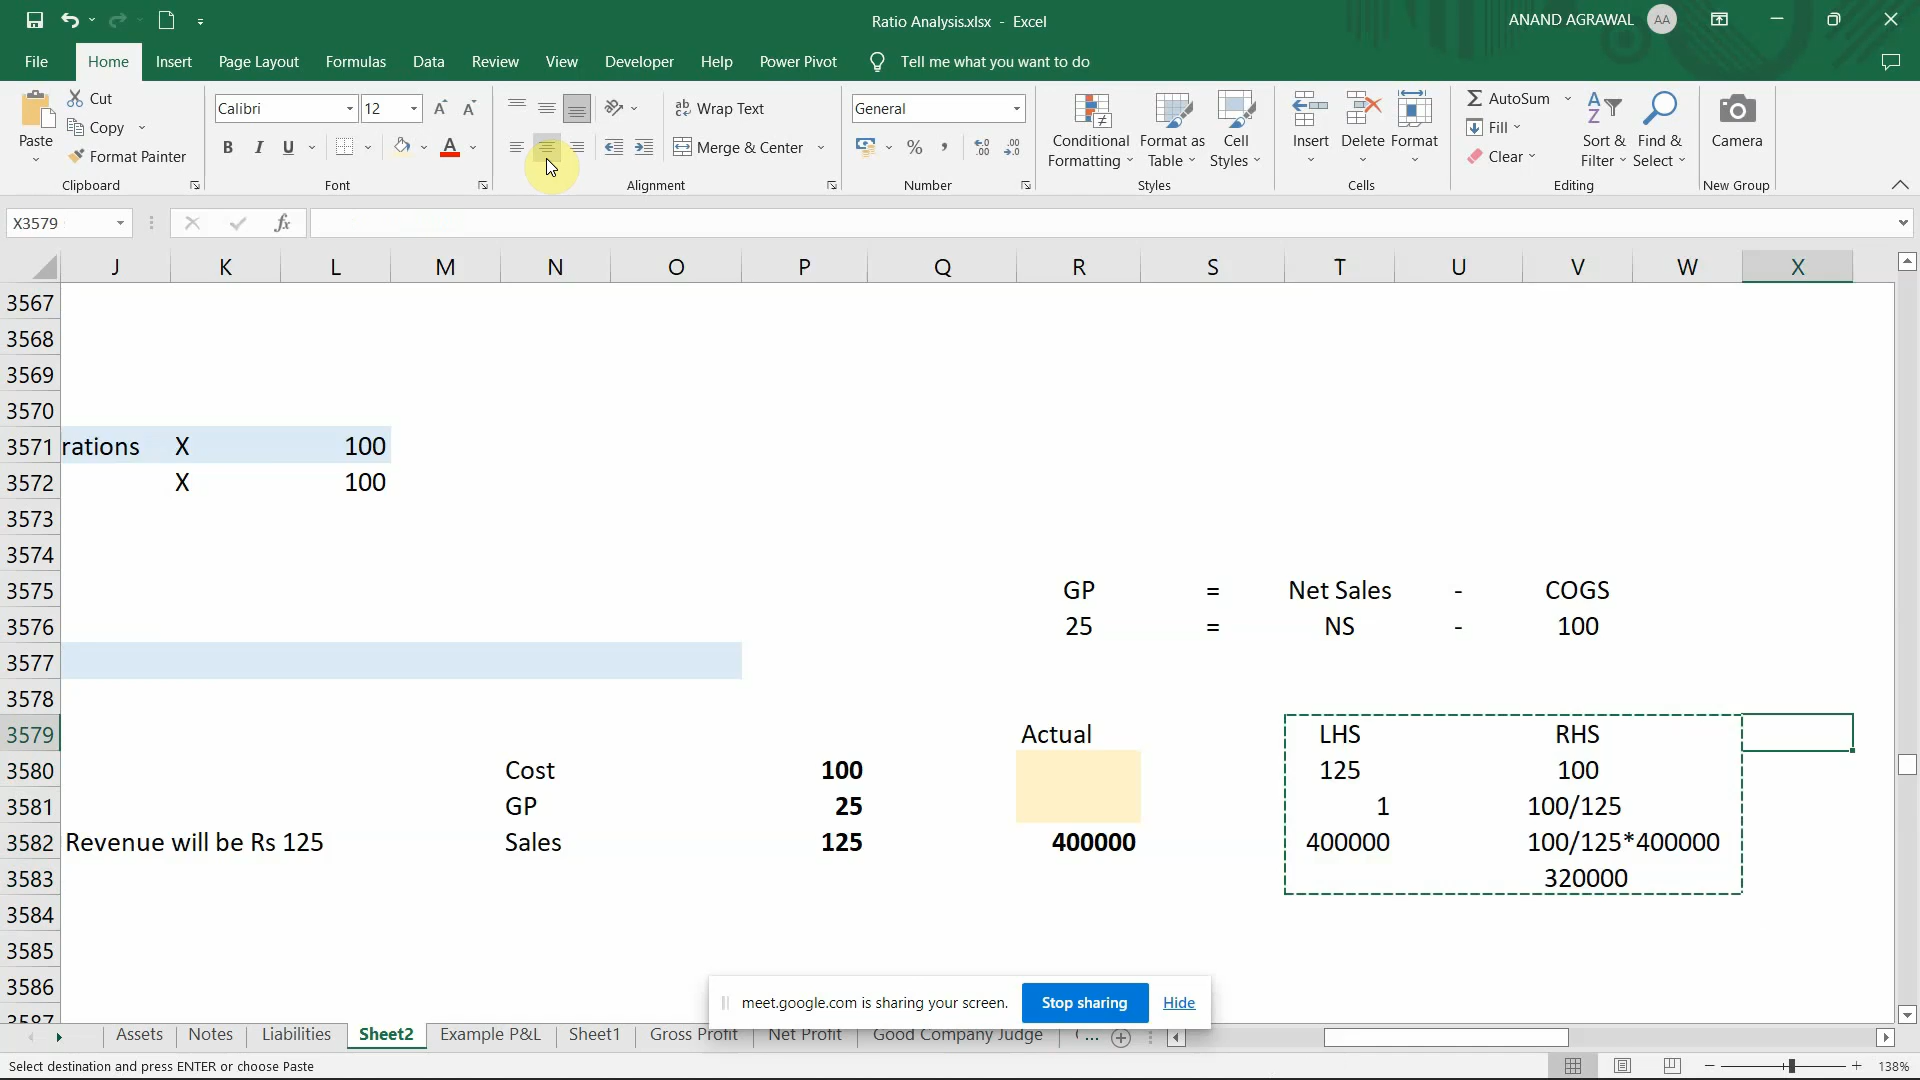 Ratio Analysis.xlsx - Excel
ANAND AGRAWAL AA
File Home Insert Page Layout Formulas Data Review View Developer Help Power Pivot Tell me what you want to do
Paste
Cut
Copy
Format Painter
Clipboard
Calibri 12
B I U
Font
Wrap Text
Merge & Center
Alignment
General
Number
Conditional Formatting
Format as Table
Cell Styles
Styles
Insert Delete Format
Cells
AutoSum
Fill
Clear
Sort & Filter
Find & Select
Editing
Camera
New Group
X3579 fx
J K L M N O P Q R S T U V W X
3567
3568
3569
3570
3571 rations X 100
3572 X 100
3573
3574
3575 GP = Net Sales - COGS
3576 25 = NS - 100
3577
3578
3579 Actual LHS RHS
3580 Cost 100 125 100
3581 GP 25 1 100/125
3582 Revenue will be Rs 125 Sales 125 400000 400000 100/125*400000
3583 320000
3584
3585
3586
3587
meet.google.com is sharing your screen. Stop sharing Hide
Assets Notes Liabilities Sheet2 Example P&L Sheet1 Gross Profit Net Profit Good Company Judge ...
Select destination and press ENTER or choose Paste 138%